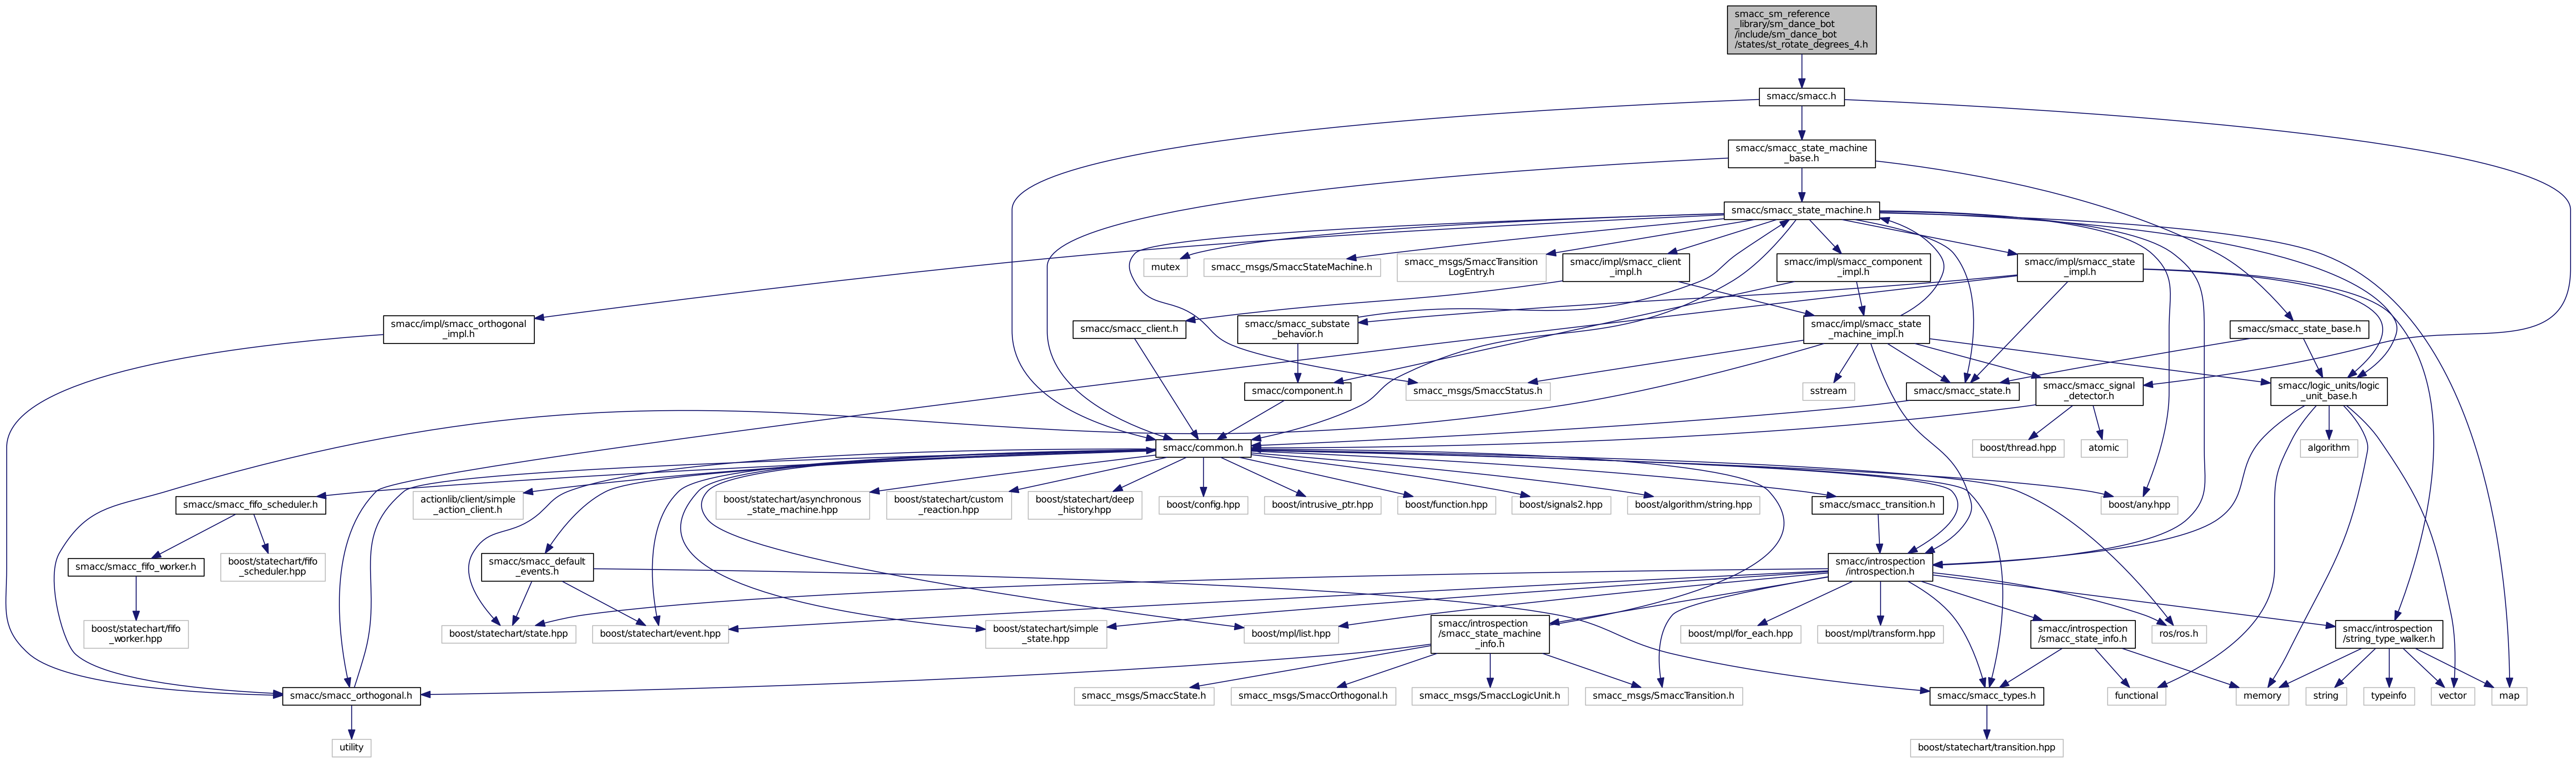 smacc_sm_reference
_library/sm_dance_bot
/include/sm_dance_bot
/states/st_rotate_degrees_4.h
smacc/smacc.h
smacc/smacc_state_machine
_base.h
smacc/smacc_state_machine.h
mutex
smacc_msgs/SmaccStateMachine.h
smacc_msgs/SmaccTransition
LogEntry.h
smacc/impl/smacc_client
_impl.h
smacc/impl/smacc_component
_impl.h
smacc/impl/smacc_state
_impl.h
smacc/impl/smacc_orthogonal
_impl.h
smacc/smacc_client.h
smacc/smacc_substate
_behavior.h
smacc/impl/smacc_state
_machine_impl.h
smacc/smacc_state_base.h
smacc/component.h
smacc_msgs/SmaccStatus.h
sstream
smacc/smacc_state.h
smacc/smacc_signal
_detector.h
smacc/logic_units/logic
_unit_base.h
smacc/common.h
boost/thread.hpp
atomic
algorithm
smacc/smacc_fifo_scheduler.h
actionlib/client/simple
_action_client.h
boost/statechart/asynchronous
_state_machine.hpp
boost/statechart/custom
_reaction.hpp
boost/statechart/deep
_history.hpp
boost/config.hpp
boost/intrusive_ptr.hpp
boost/function.hpp
boost/signals2.hpp
boost/algorithm/string.hpp
smacc/smacc_transition.h
boost/any.hpp
smacc/smacc_fifo_worker.h
boost/statechart/fifo
_scheduler.hpp
smacc/smacc_default
_events.h
smacc/introspection
/introspection.h
boost/statechart/fifo
_worker.hpp
boost/statechart/state.hpp
boost/statechart/event.hpp
boost/statechart/simple
_state.hpp
boost/mpl/list.hpp
smacc/introspection
/smacc_state_machine
_info.h
boost/mpl/for_each.hpp
boost/mpl/transform.hpp
smacc/introspection
/smacc_state_info.h
ros/ros.h
smacc/introspection
/string_type_walker.h
smacc/smacc_orthogonal.h
smacc_msgs/SmaccState.h
smacc_msgs/SmaccOrthogonal.h
smacc_msgs/SmaccLogicUnit.h
smacc_msgs/SmaccTransition.h
smacc/smacc_types.h
functional
memory
string
typeinfo
vector
map
utility
boost/statechart/transition.hpp